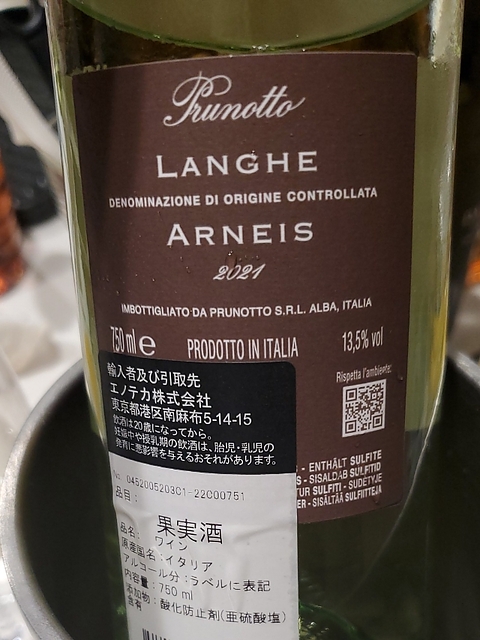 Prunotto
LANGHE
DENOMINAZIONE DI ORIGINE CONTROLLATA
ARNEIS
2021
IMBOTTIGLIATO DA PRUNOTTO S.R.L. ALBA, ITALIA
750 ml e PRODOTTO IN ITALIA 13,5% vol
Rispetta l'ambiente:
輸入者及び引取先
エノテカ株式会社
東京都港区南麻布5-14-15
飲酒は20歳になってから。
妊娠中や授乳期の飲酒は、胎児・乳児の
発育に悪影響を与えるおそれがあります。
- ENTHÄLT SULFITE
- SISALDAB SULFITID
SULFITI - SUDĖTYJE
- SISÄLTÄÄ SULFIITTEJA
No: 0452005203C1-22C00751
品目:
品名: 果実酒
ワイン
原産国名:イタリア
アルコール分:ラベルに表記
内容量:750 ml
添加物:酸化防止剤(亜硫酸塩)
含有